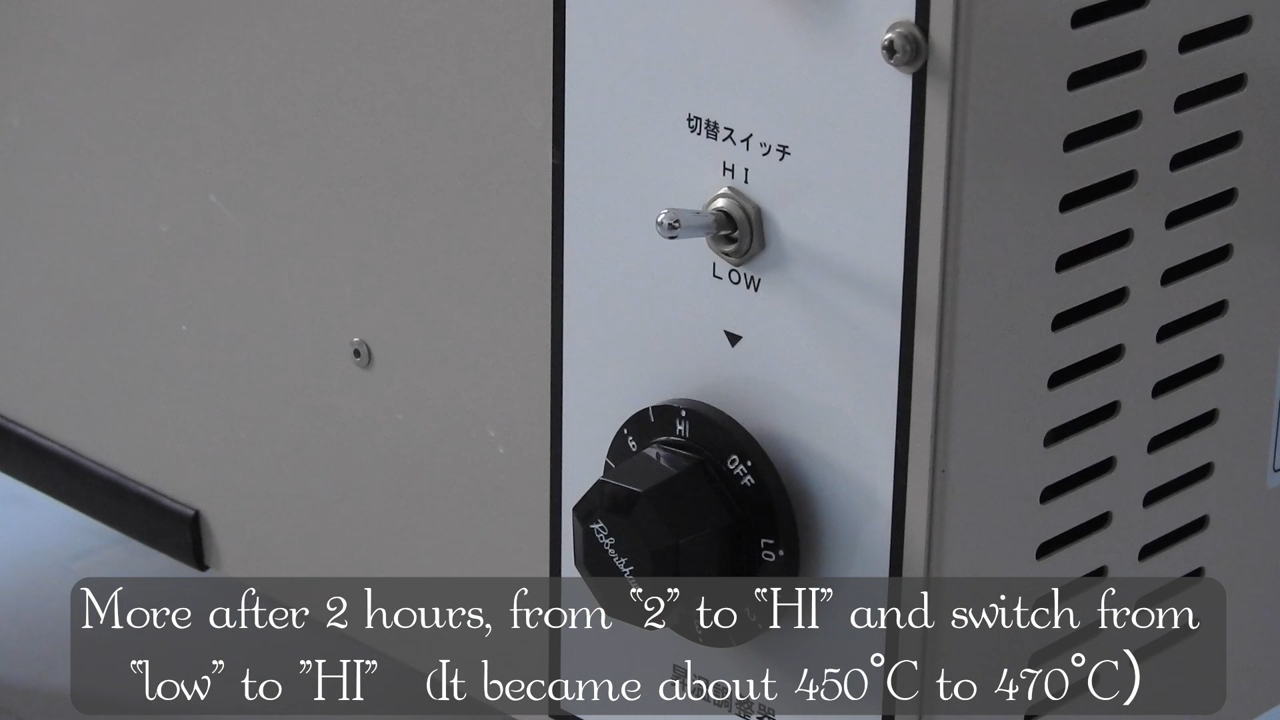 切替スイッチ
HI
LOW
6
HI
OFF
LO
More after 2 hours, from “2” to “HI” and switch from
“low” to ”HI” (It became about 450°C to 470°C)